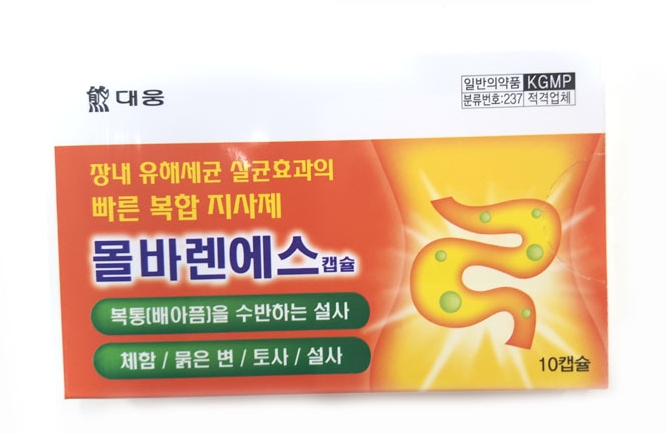 대웅
일반의약품 KGMP
분류번호:237 적격업체
장내 유해세균 살균효과의
빠른 복합 지사제
몰바렌에스캡슐
복통(배아픔)을 수반하는 설사
체함 / 묽은 변 / 토사 / 설사
10캡슐